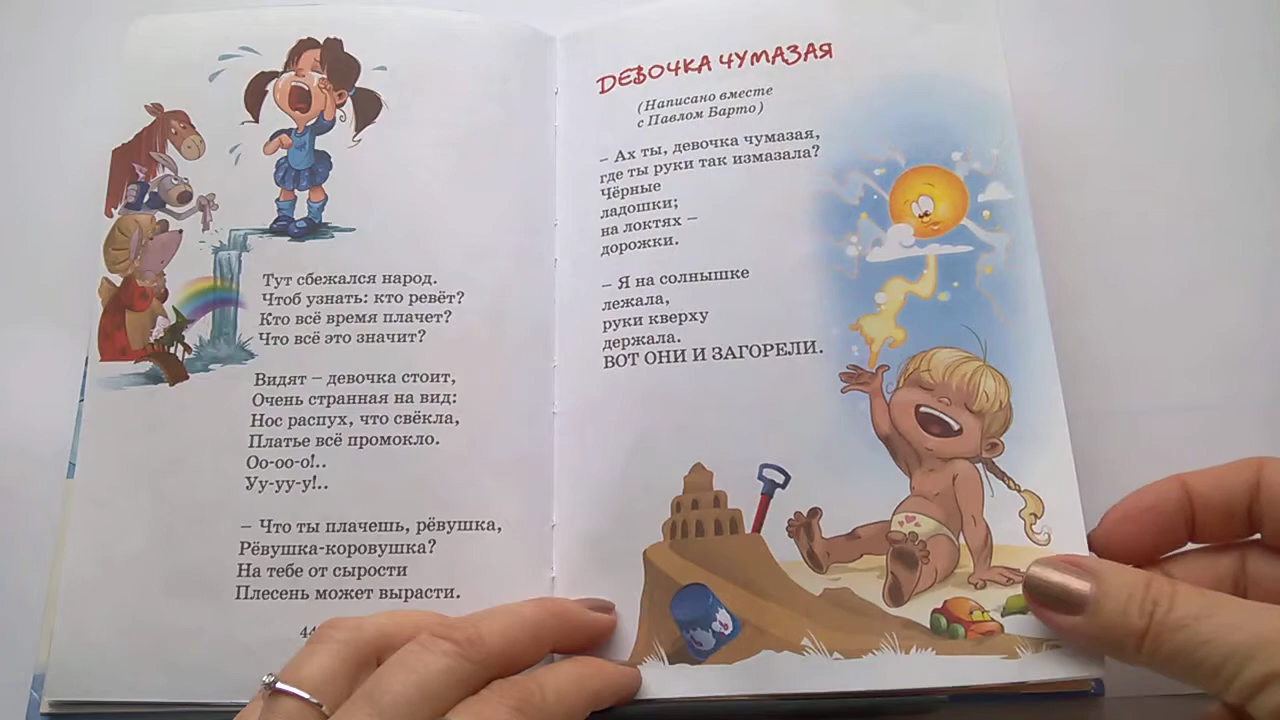 Тут сбежался народ.
Чтоб узнать: кто ревёт?
Кто всё время плачет?
Что всё это значит?
Видят – девочка стоит,
Очень странная на вид:
Нос распух, что свёкла,
Платье всё промокло.
Оо-оо-о!..
Уу-уу-у!..
– Что ты плачешь, рёвушка,
Рёвушка-коровушка?
На тебе от сырости
Плесень может вырасти.
44
ДЕВОЧКА ЧУМАЗАЯ
(Написано вместе
с Павлом Барто)
– Ах ты, девочка чумазая,
где ты руки так измазала?
Чёрные
ладошки;
на локтях –
дорожки.
– Я на солнышке
лежала,
руки кверху
держала.
ВОТ ОНИ И ЗАГОРЕЛИ.